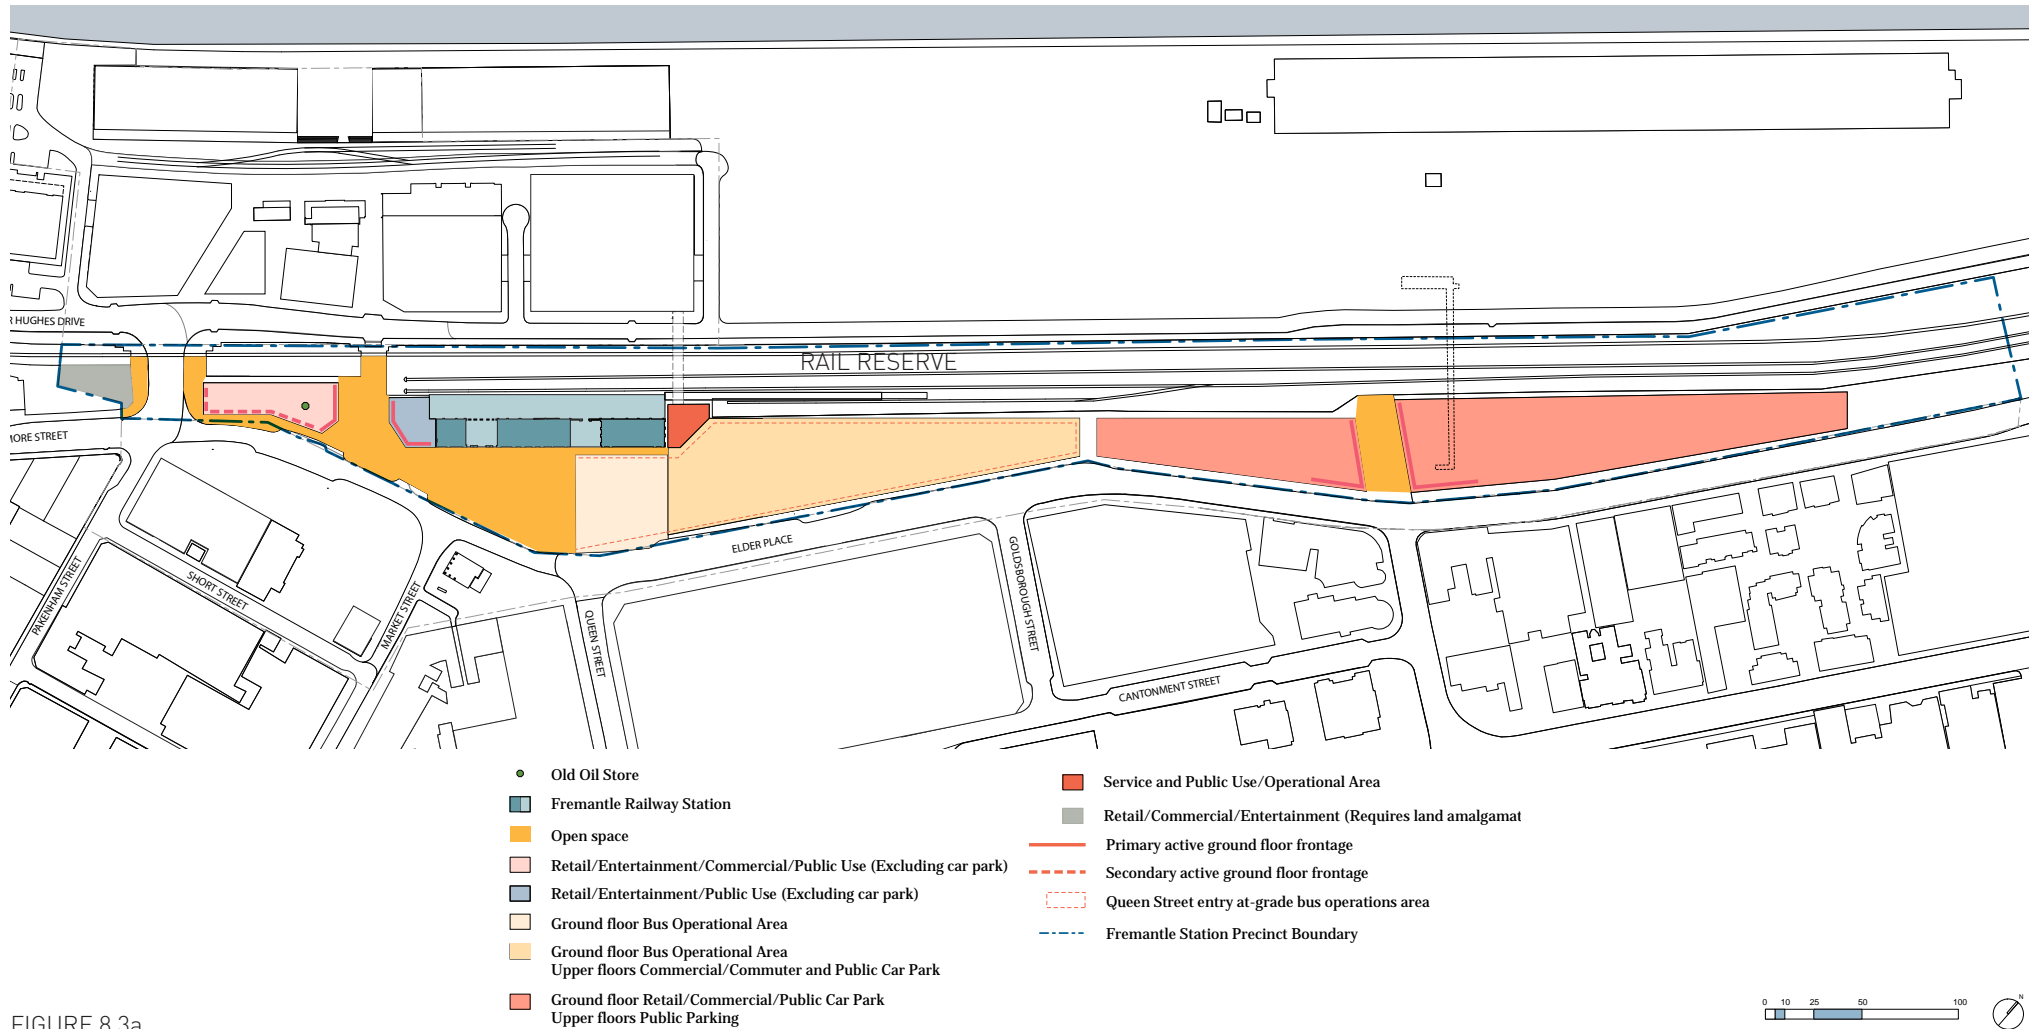 R HUGHES DRIVE
RAIL RESERVE
MORE STREET
PAKENHAM STREET
SHORT STREET
MARKET STREET
QUEEN STREET
ELDER PLACE
GOLDSBOROUGH STREET
CANTONMENT STREET
Old Oil Store
Fremantle Railway Station
Open space
Retail/Entertainment/Commercial/Public Use (Excluding car park)
Retail/Entertainment/Public Use (Excluding car park)
Ground floor Bus Operational Area
Ground floor Bus Operational Area
Upper floors Commercial/Commuter and Public Car Park
Ground floor Retail/Commercial/Public Car Park
Upper floors Public Parking
Service and Public Use/Operational Area
Retail/Commercial/Entertainment (Requires land amalgamat
Primary active ground floor frontage
Secondary active ground floor frontage
Queen Street entry at-grade bus operations area
Fremantle Station Precinct Boundary
0 10 25 50 100
N
FIGURE 8.3a